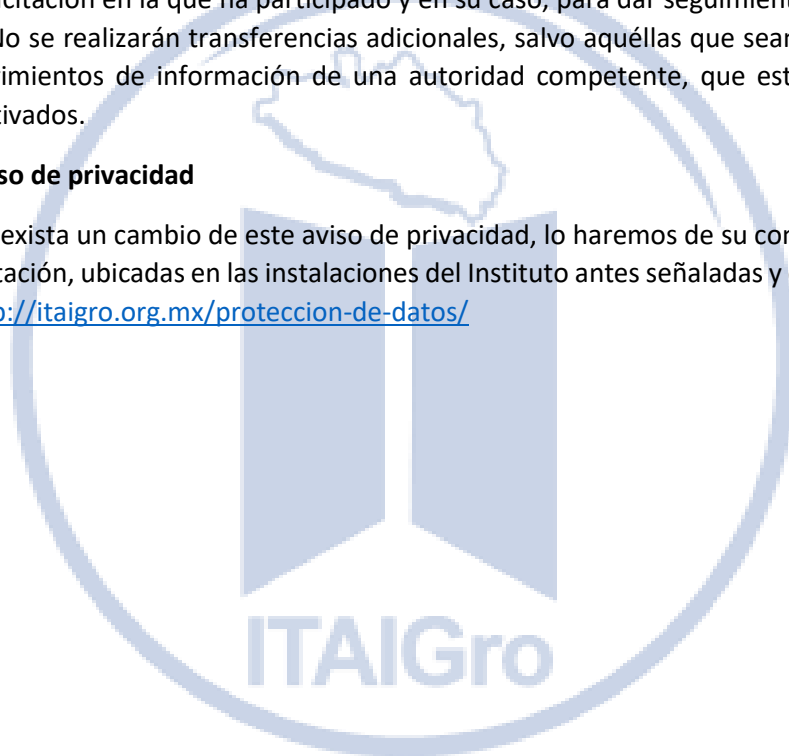 citación en la que ha participado y en su caso, para dar seguimient
No se realizarán transferencias adicionales, salvo aquéllas que sear
rimientos de información de una autoridad competente, que est
tivados.
so de privacidad
exista un cambio de este aviso de privacidad, lo haremos de su con
tación, ubicadas en las instalaciones del Instituto antes señaladas y
p://itaigro.org.mx/proteccion-de-datos/
ITAIGro